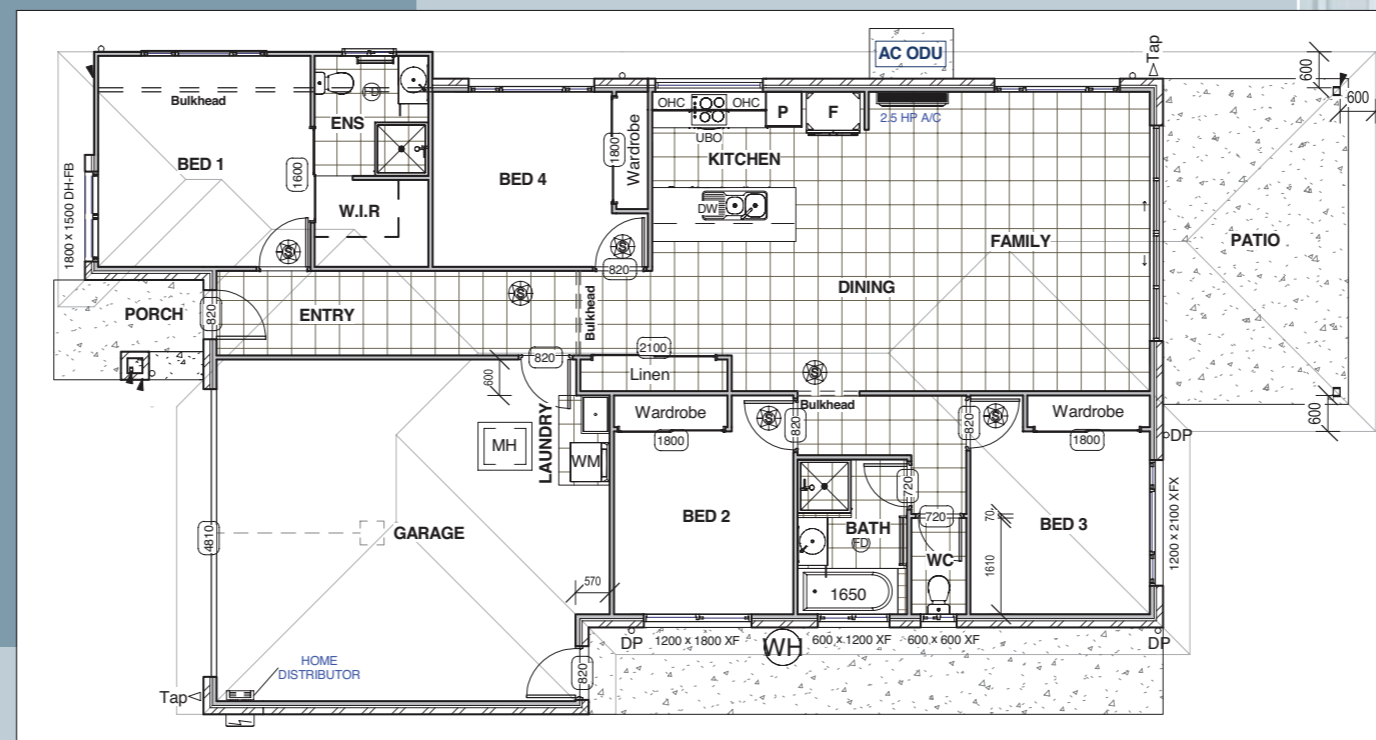 AC ODU
Tap
600
600
Bulkhead
FD
ENS
BED 1
1600
1800 x 1500 DH-FB
W.I.R
BED 4
1800
Wardrobe
OHC
OHC
P
F
2.5 HP A/C
UBO
KITCHEN
DW
FAMILY
PATIO
DINING
S
S
820
S
PORCH
820
ENTRY
Bulkhead
820
2100
Linen
S
600
LAUNDRY
MH
WM
Wardrobe
1800
S
820
Bulkhead
820
S
Wardrobe
1800
600
DP
4810
GARAGE
BED 2
720
BATH
FD
720
WC
70
1610
BED 3
1200 x 2100 XFX
570
1650
DP
1200 x 1800 XF
WH
600 x 1200 XF
600 x 600 XF
DP
HOME
DISTRIBUTOR
820
Tap